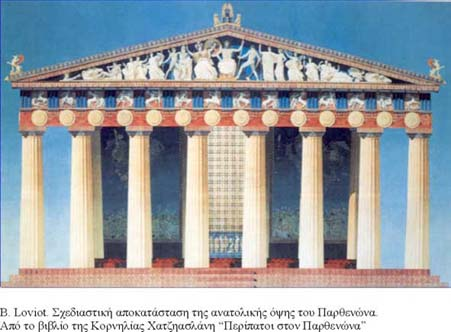 Β. Loviot. Σχεδιαστική αποκατάσταση της ανατολικής όψης του Παρθενώνα.
Από το βιβλίο της Κορνηλίας Χατζηασλάνη “Περίπατοι στον Παρθενώνα”